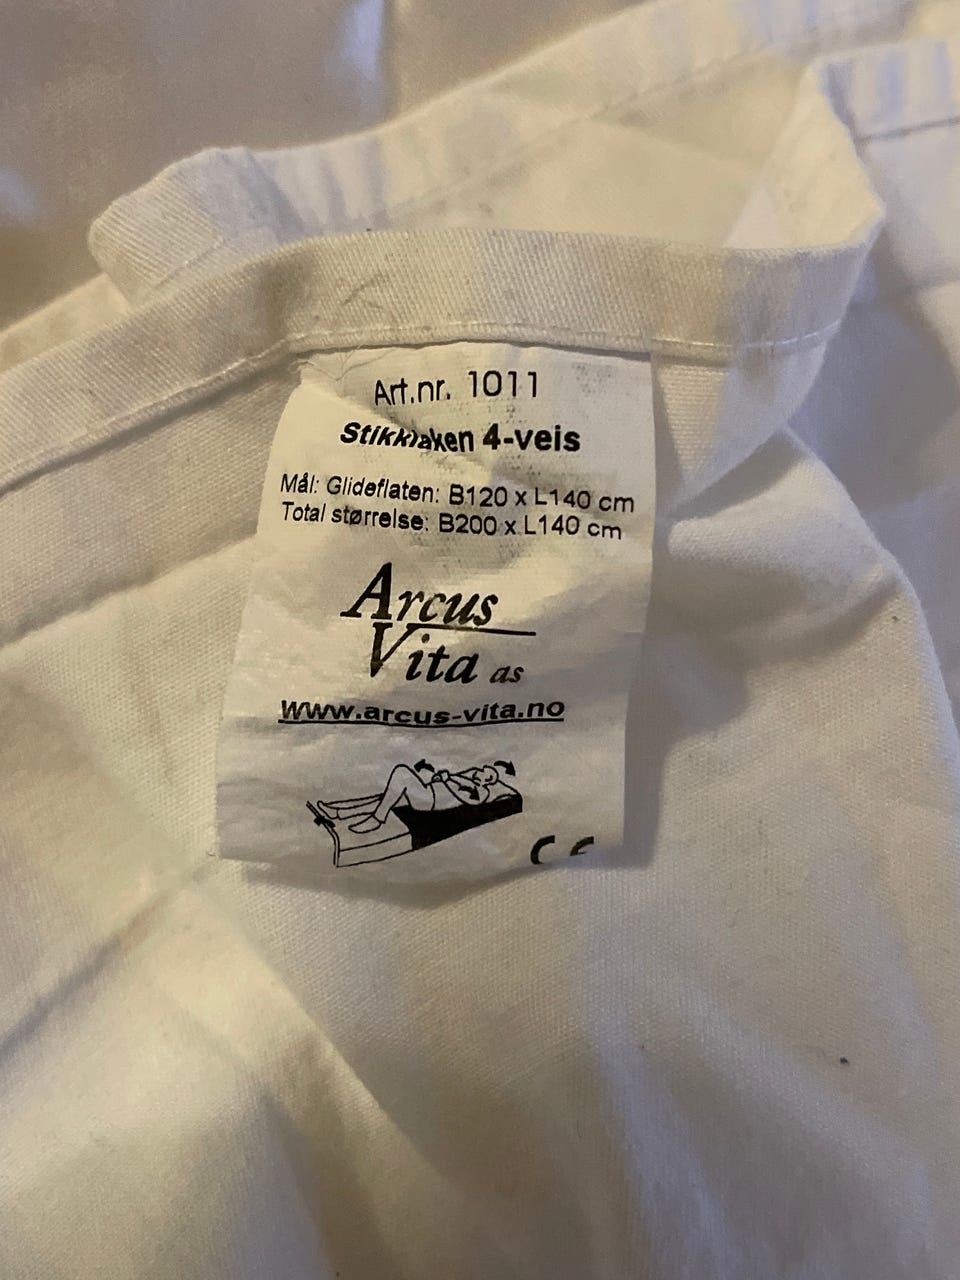 Art.nr. 1011
Stikklaken 4-veis
Mål: Glideflaten: B120 x L140 cm
Total størrelse: B200 x L140 cm
Arcus
Vita as
www.arcus-vita.no
CE